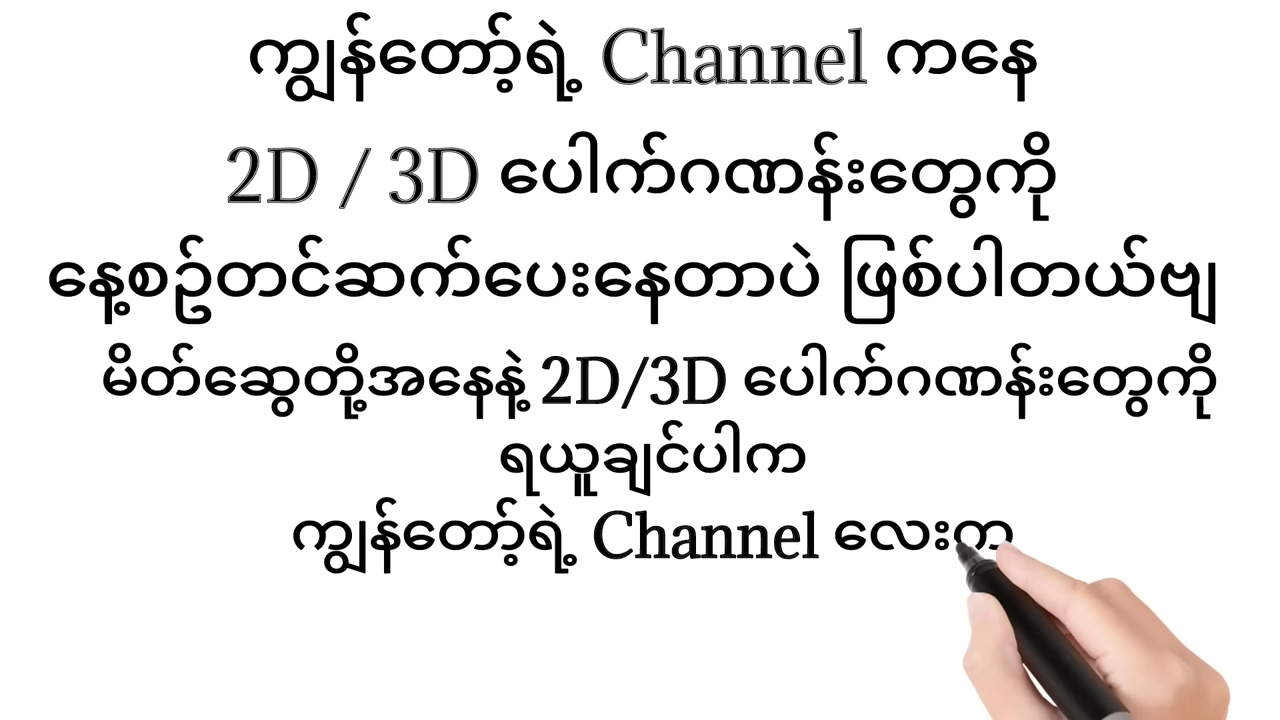 ကျွန်တော့်ရဲ့ Channel ကနေ
2D / 3D ပေါက်ဂဏန်းတွေကို
နေ့စဉ်တင်ဆက်ပေးနေတာပဲ ဖြစ်ပါတယ်ဗျ
မိတ်ဆွေတို့အနေနဲ့ 2D/3D ပေါက်ဂဏန်းတွေကို
ရယူချင်ပါက
ကျွန်တော့်ရဲ့ Channel လေးက